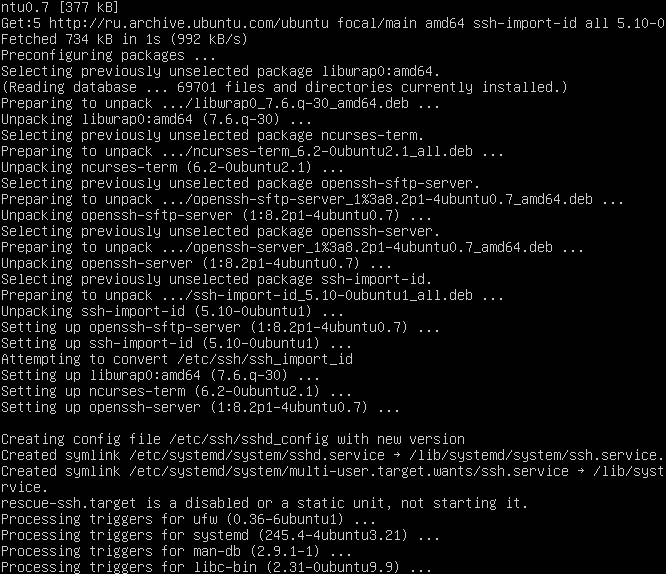 ntu0.7 [377 kB]
Get:5 http://ru.archive.ubuntu.com/ubuntu focal/main amd64 ssh-import-id all 5.10-0
Fetched 734 kB in 1s (992 kB/s)
Preconfiguring packages ...
Selecting previously unselected package libwrap0:amd64.
(Reading database ... 69701 files and directories currently installed.)
Preparing to unpack .../libwrap0_7.6.q-30_amd64.deb ...
Unpacking libwrap0:amd64 (7.6.q-30) ...
Selecting previously unselected package ncurses-term.
Preparing to unpack .../ncurses-term_6.2-0ubuntu2.1_all.deb ...
Unpacking ncurses-term (6.2-0ubuntu2.1) ...
Selecting previously unselected package openssh-sftp-server.
Preparing to unpack .../openssh-sftp-server_1%3a8.2p1-4ubuntu0.7_amd64.deb ...
Unpacking openssh-sftp-server (1:8.2p1-4ubuntu0.7) ...
Selecting previously unselected package openssh-server.
Preparing to unpack .../openssh-server_1%3a8.2p1-4ubuntu0.7_amd64.deb ...
Unpacking openssh-server (1:8.2p1-4ubuntu0.7) ...
Selecting previously unselected package ssh-import-id.
Preparing to unpack .../ssh-import-id_5.10-0ubuntu1_all.deb ...
Unpacking ssh-import-id (5.10-0ubuntu1) ...
Setting up openssh-sftp-server (1:8.2p1-4ubuntu0.7) ...
Setting up ssh-import-id (5.10-0ubuntu1) ...
Attempting to convert /etc/ssh/ssh_import_id
Setting up libwrap0:amd64 (7.6.q-30) ...
Setting up ncurses-term (6.2-0ubuntu2.1) ...
Setting up openssh-server (1:8.2p1-4ubuntu0.7) ...

Creating config file /etc/ssh/sshd_config with new version
Created symlink /etc/systemd/system/sshd.service → /lib/systemd/system/ssh.service.
Created symlink /etc/systemd/system/multi-user.target.wants/ssh.service → /lib/syst
rvice.
rescue-ssh.target is a disabled or a static unit, not starting it.
Processing triggers for ufw (0.36-6ubuntu1) ...
Processing triggers for systemd (245.4-4ubuntu3.21) ...
Processing triggers for man-db (2.9.1-1) ...
Processing triggers for libc-bin (2.31-0ubuntu9.9) ...